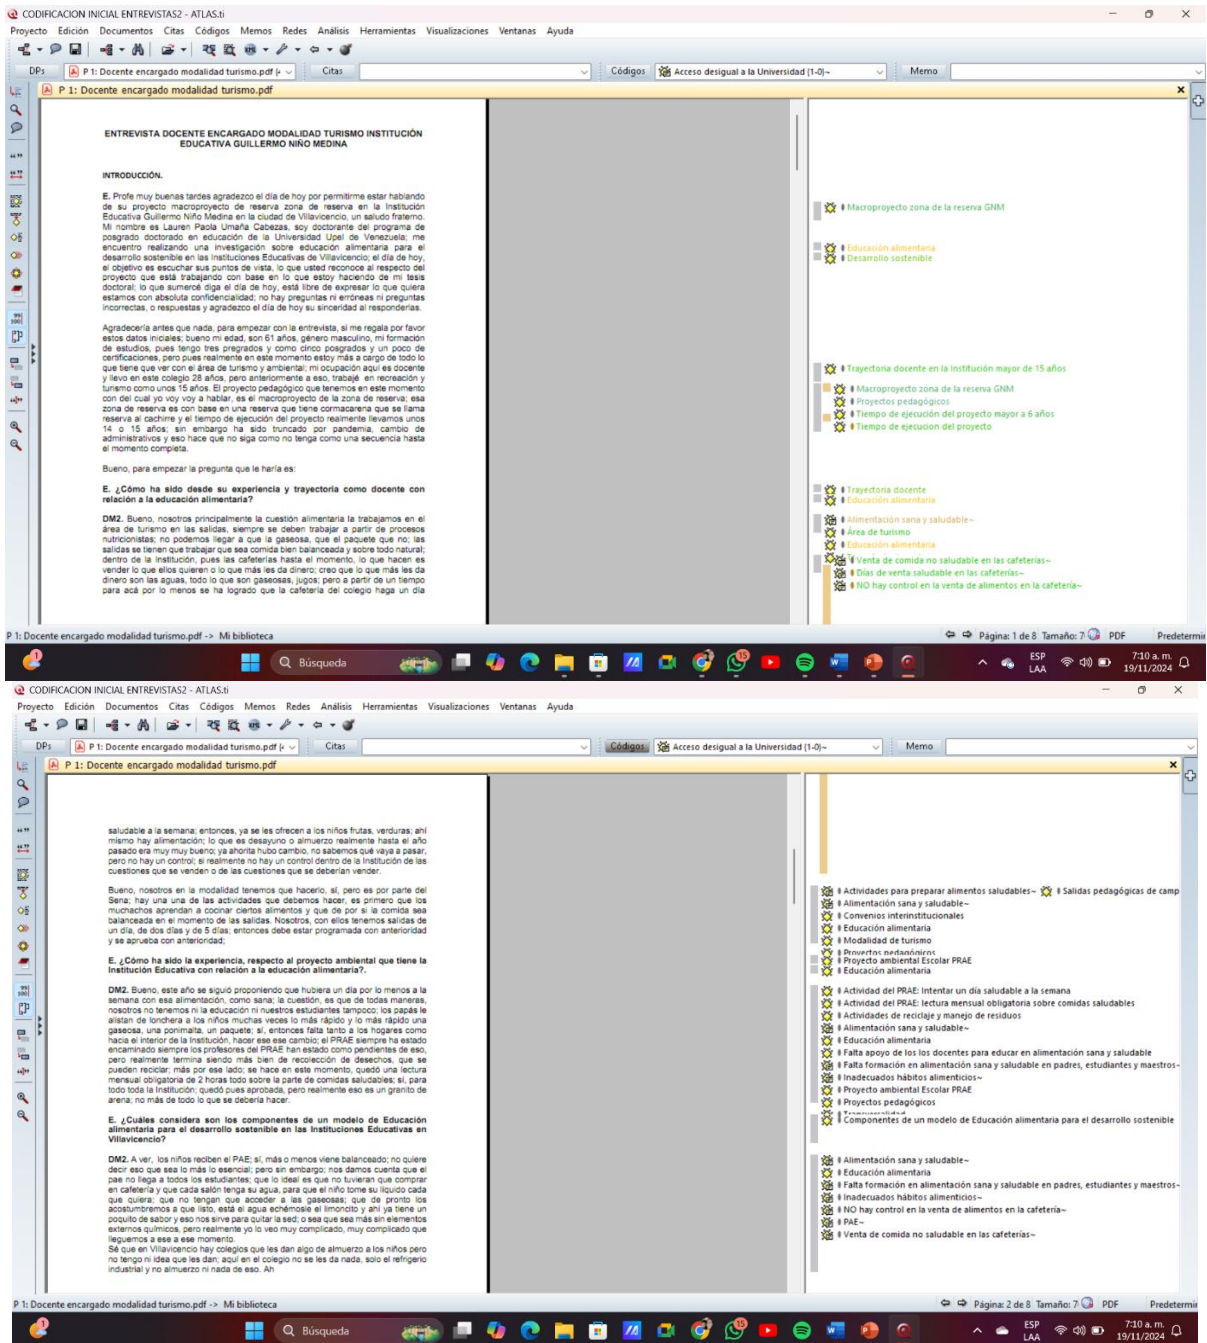 CODIFICACION INICIAL ENTREVISTAS2 - ATLAS.ti
Proyecto Edición Documentos Citas Códigos Memos Redes Análisis Herramientas Visualizaciones Ventanas Ayuda
DPs P 1: Docente encargado modalidad turismo.pdf Citas Códigos Acceso desigual a la Universidad {1-0}~ Memo
P 1: Docente encargado modalidad turismo.pdf
ENTREVISTA DOCENTE ENCARGADO MODALIDAD TURISMO INSTITUCIÓN
EDUCATIVA GUILLERMO NIÑO MEDINA
INTRODUCCIÓN.
E. Profe muy buenas tardes agradezco el día de hoy por permitirme estar hablando
de su proyecto macroproyecto de reserva zona de reserva en la Institución
Educativa Guillermo Niño Medina en la ciudad de Villavicencio, un saludo fraterno.
Mi nombre es Lauren Paola Umaña Cabezas, soy doctorante del programa de
posgrado doctorado en educación de la Universidad Upel de Venezuela; me
encuentro realizando una investigación sobre educación alimentaria para el
desarrollo sostenible en las Instituciones Educativas de Villavicencio; el día de hoy,
el objetivo es escuchar sus puntos de vista, lo que usted reconoce al respecto del
proyecto que está trabajando con base en lo que estoy haciendo de mi tesis
doctoral; lo que sumercé diga el día de hoy, está libre de expresar lo que quiera
estamos con absoluta confidencialidad; no hay preguntas ni erróneas ni preguntas
incorrectas, o respuestas y agradezco el día de hoy su sinceridad al responderlas.
Agradecería antes que nada, para empezar con la entrevista, si me regala por favor
estos datos iniciales; bueno mi edad, son 61 años, género masculino, mi formación
de estudios, pues tengo tres pregrados y como cinco posgrados y un poco de
certificaciones, pero pues realmente en este momento estoy más a cargo de todo lo
que tiene que ver con el área de turismo y ambiental; mi ocupación aquí es docente
y llevo en este colegio 28 años, pero anteriormente a eso, trabajé en recreación y
turismo como unos 15 años. El proyecto pedagógico que tenemos en este momento
con del cual yo voy voy a hablar, es el macroproyecto de la zona de reserva; esa
zona de reserva es con base en una reserva que tiene cormacarena que se llama
reserva al cachirre y el tiempo de ejecución del proyecto realmente llevamos unos
14 o 15 años; sin embargo ha sido truncado por pandemia, cambio de
administrativos y eso hace que no siga como no tenga como una secuencia hasta
el momento completa.
Bueno, para empezar la pregunta que le haría es:
E. ¿Cómo ha sido desde su experiencia y trayectoria como docente con
relación a la educación alimentaria?
DM2. Bueno, nosotros principalmente la cuestión alimentaria la trabajamos en el
área de turismo en las salidas, siempre se deben trabajar a partir de procesos
nutricionistas; no podemos llegar a que la gaseosa, que el paquete que no; las
salidas se tienen que trabajar que sea comida bien balanceada y sobre todo natural;
dentro de la institución, pues las cafeterías hasta el momento, lo que hacen es
vender lo que ellos quieren o lo que más les da dinero; creo que lo que más les da
dinero son las aguas, todo lo que son gaseosas, jugos; pero a partir de un tiempo
para acá por lo menos se ha logrado que la cafetería del colegio haga un día
Macroproyecto zona de la reserva GNM
Educación alimentaria
Desarrollo sostenible
Trayectoria docente en la Institución mayor de 15 años
Macroproyecto zona de la reserva GNM
Proyectos pedagógicos
Tiempo de ejecución del proyecto mayor a 6 años
Tiempo de ejecucion del proyecto
Trayectoria docente
Educación alimentaria
Alimentación sana y saludable~
Área de turismo
Educación alimentaria
Venta de comida no saludable en las cafeterías~
Días de venta saludable en las cafeterías~
NO hay control en la venta de alimentos en la cafetería~
P 1: Docente encargado modalidad turismo.pdf -> Mi biblioteca Página: 1 de 8 Tamaño: 7 PDF Predetermi
Búsqueda ESP LAA 7:10 a. m. 19/11/2024
CODIFICACION INICIAL ENTREVISTAS2 - ATLAS.ti
Proyecto Edición Documentos Citas Códigos Memos Redes Análisis Herramientas Visualizaciones Ventanas Ayuda
DPs P 1: Docente encargado modalidad turismo.pdf Citas Códigos Acceso desigual a la Universidad {1-0}~ Memo
P 1: Docente encargado modalidad turismo.pdf
saludable a la semana; entonces, ya se les ofrecen a los niños frutas, verduras; ahí
mismo hay alimentación; lo que es desayuno o almuerzo realmente hasta el año
pasado era muy muy bueno; ya ahorita hubo cambio, no sabemos qué vaya a pasar,
pero no hay un control; si realmente no hay un control dentro de la Institución de las
cuestiones que se venden o de las cuestiones que se deberían vender.
Bueno, nosotros en la modalidad tenemos que hacerlo, sí, pero es por parte del
Sena; hay una una de las actividades que debemos hacer, es primero que los
muchachos aprendan a cocinar ciertos alimentos y que de por si la comida sea
balanceada en el momento de las salidas. Nosotros, con ellos tenemos salidas de
un día, de dos días y de 5 días; entonces debe estar programada con anterioridad
y se aprueba con anterioridad;
E. ¿Cómo ha sido la experiencia, respecto al proyecto ambiental que tiene la
Institución Educativa con relación a la educación alimentaria?.
DM2. Bueno, este año se siguió proponiendo que hubiera un día por lo menos a la
semana con esa alimentación, como sana; la cuestión, es que de todas maneras,
nosotros no tenemos ni la educación ni nuestros estudiantes tampoco; los papás le
alistan de lonchera a los niños muchas veces lo más rápido y lo más rápido una
gaseosa, una ponimalta, un paquete; sí, entonces falta tanto a los hogares como
hacia el interior de la Institución, hacer ese ese cambio; el PRAE siempre ha estado
encaminado siempre los profesores del PRAE han estado como pendientes de eso,
pero realmente termina siendo más bien de recolección de desechos, que se
pueden reciclar; más por ese lado; se hace en este momento, quedó una lectura
mensual obligatoria de 2 horas todo sobre la parte de comidas saludables; sí, para
todo toda la Institución; quedó pues aprobada, pero realmente eso es un granito de
arena; no más de todo lo que se debería hacer.
E. ¿Cuáles considera son los componentes de un modelo de Educación
alimentaria para el desarrollo sostenible en las Instituciones Educativas en
Villavicencio?
DM2. A ver, los niños reciben el PAE; sí, más o menos viene balanceado; no quiere
decir eso que sea lo más lo esencial; pero sin embargo; nos damos cuenta que el
pae no llega a todos los estudiantes; que lo ideal es que no tuvieran que comprar
en cafetería y que cada salón tenga su agua, para que el niño tome su líquido cada
que quiera; que no tengan que acceder a las gaseosas; que de pronto los
acostumbremos a que listo, está el agua echémosle el limoncito y ahí ya tiene un
poquito de sabor y eso nos sirve para quitar la sed; o sea que sea más sin elementos
externos químicos, pero realmente yo lo veo muy complicado, muy complicado que
lleguemos a ese a ese momento.
Sé que en Villavicencio hay colegios que les dan algo de almuerzo a los niños pero
no tengo ni idea que les dan; aquí en el colegio no se les da nada, solo el refrigerio
industrial y no almuerzo ni nada de eso. Ah
Actividades para preparar alimentos saludables~ Salidas pedagógicas de camp
Alimentación sana y saludable~
Convenios interinstitucionales
Educación alimentaria
Modalidad de turismo
Proyectos pedagógicos
Proyecto ambiental Escolar PRAE
Educación alimentaria
Actividad del PRAE: Intentar un día saludable a la semana
Actividad del PRAE: lectura mensual obligatoria sobre comidas saludables
Actividades de reciclaje y manejo de residuos
Alimentación sana y saludable~
Educación alimentaria
Falta apoyo de los los docentes para educar en alimentación sana y saludable
Falta formación en alimentación sana y saludable en padres, estudiantes y maestros~
Inadecuados hábitos alimenticios~
Proyecto ambiental Escolar PRAE
Proyectos pedagógicos
Componentes de un modelo de Educación alimentaria para el desarrollo sostenible
Alimentación sana y saludable~
Educación alimentaria
Falta formación en alimentación sana y saludable en padres, estudiantes y maestros~
Inadecuados hábitos alimenticios~
NO hay control en la venta de alimentos en la cafetería~
PAE~
Venta de comida no saludable en las cafeterías~
P 1: Docente encargado modalidad turismo.pdf -> Mi biblioteca Página: 2 de 8 Tamaño: 7 PDF Predetermi
Búsqueda ESP LAA 7:10 a. m. 19/11/2024